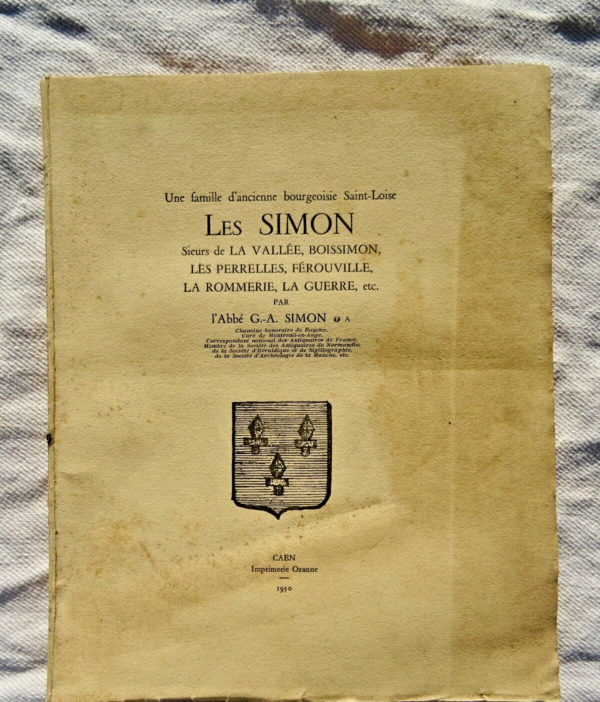 Une famille d'ancienne bourgeoisie Saint-Loise
LES SIMON
Sieurs de LA VALLÉE, BOISSIMON,
LES PERRELLES, FÉROUVILLE,
LA ROMMERIE, LA GUERRE, etc.
PAR
l'Abbé G.-A. SIMON A
Chanoine honoraire de Bayeux,
Curé de Montreuil-en-Auge,
Correspondant national des Antiquaires de France,
Membre de la Société des Antiquaires de Normandie,
de la Société d'Héraldique et de Sigillographie,
de la Société d'Archéologie de la Manche, etc.
CAEN
Imprimerie Ozanne
1950